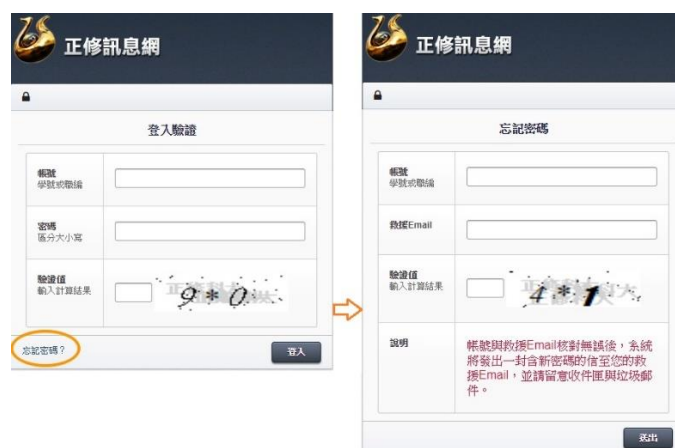 正修訊息網
登入驗證
帳號
學號或職編
密碼
區分大小寫
驗證值
輸入計算結果
9*0
忘記密碼?
登入
正修訊息網
忘記密碼
帳號
學號或職編
救援Email
驗證值
輸入計算結果
4*1
說明
帳號與救援Email核對無誤後,系統
將發出一封含新密碼的信至您的救
援Email,並請留意收件匣與垃圾郵
件。
送出